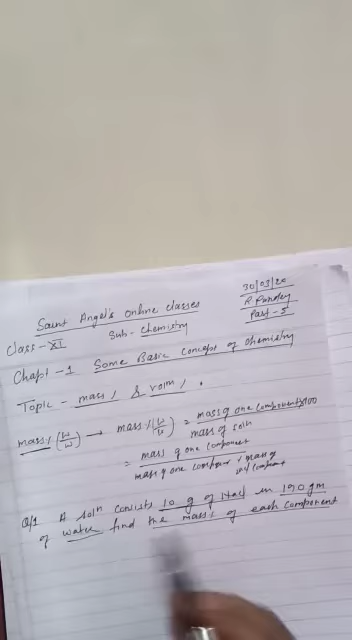 Saint Angel's online classes
30/03/20
R. Pandey
Part - 5
Class - XI Sub - Chemistry
Chapt - 1 Some Basic Concept of chemistry
Topic - mass% & volm%.
mass% (W/W) → mass% (W/W) = mass of one component × 100 / mass of soln
= mass of one component / mass of one component + mass of component
Q/1 A soln consists 10 g of NaCl in 190 gm
of water find the mass% of each component